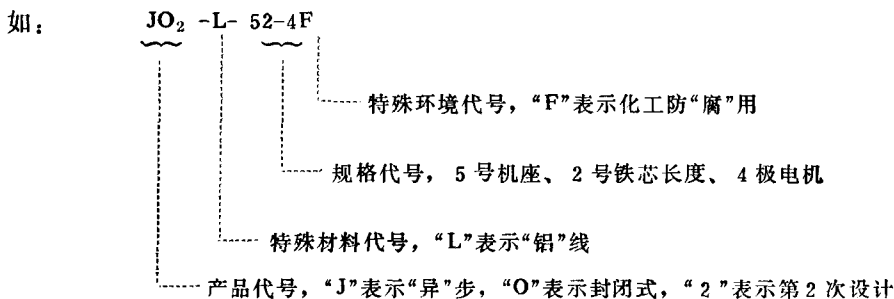 如： JO₂-L-52-4F
特殊环境代号，“F”表示化工防“腐”用
规格代号， 5 号机座、 2 号铁芯长度、 4 极电机
特殊材料代号，“L”表示“铝”线
产品代号，“J”表示“异”步，“O”表示封闭式，“ 2 ”表示第 2 次设计